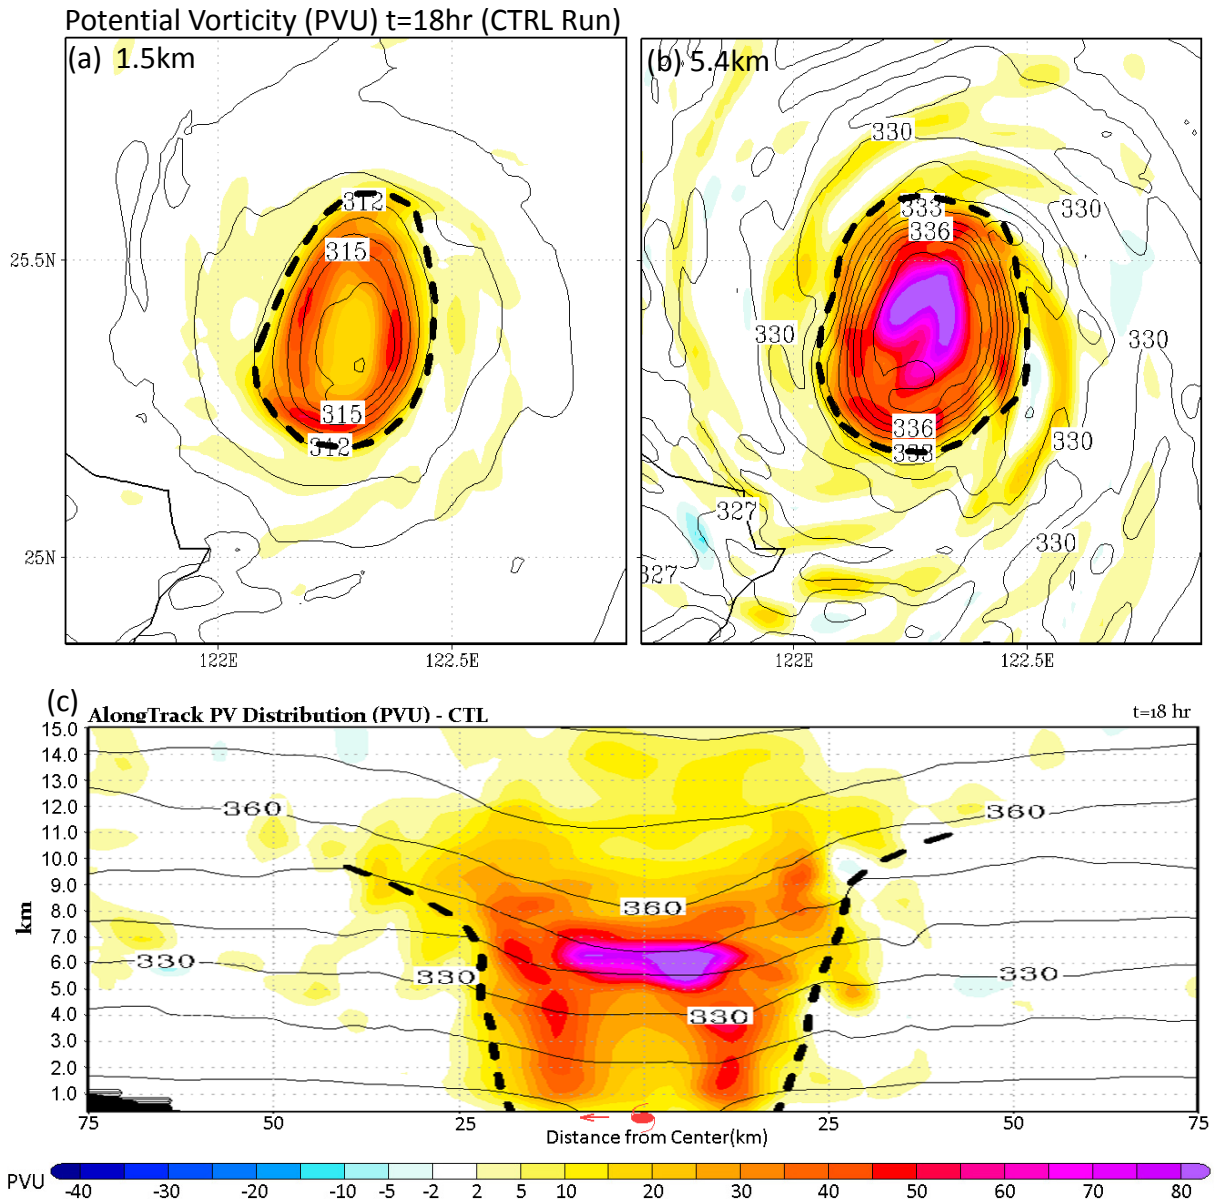 Potential Vorticity (PVU) t=18hr (CTRL Run)
(a) 1.5km
(b) 5.4km
312
315
315
312
25.5N
25N
122E
122.5E
330
333
330
336
330
330
336
333
330
327
330
327
122E
122.5E
(c)
AlongTrack PV Distribution (PVU) - CTL
t=18 hr
15.0
14.0
13.0
12.0
11.0
10.0
9.0
8.0
7.0
6.0
5.0
4.0
3.0
2.0
1.0
km
360
360
360
330
330
330
330
75
50
25
25
50
75
Distance from Center(km)
PVU
-40 -30 -20 -10 -5 -2 2 5 10 20 30 40 50 60 70 80